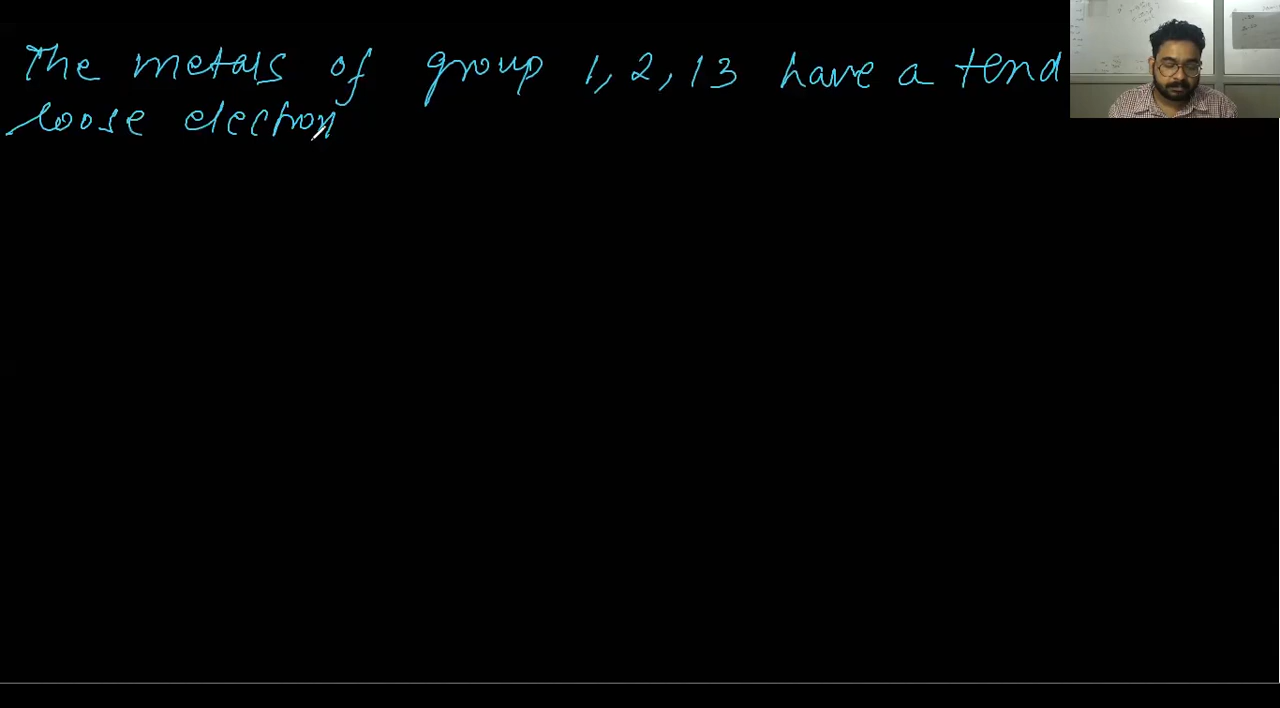 The metals of group 1, 2, 13 have a tend
loose electron